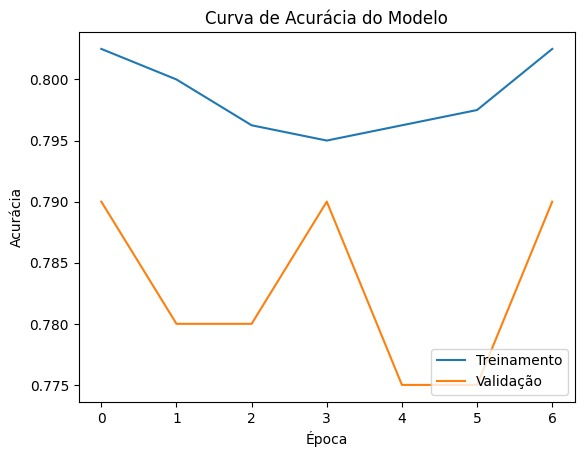 Curva de Acurácia do Modelo
Acurácia
0.800
0.795
0.790
0.785
0.780
0.775
Treinamento
Validação
0 1 2 3 4 5 6
Época